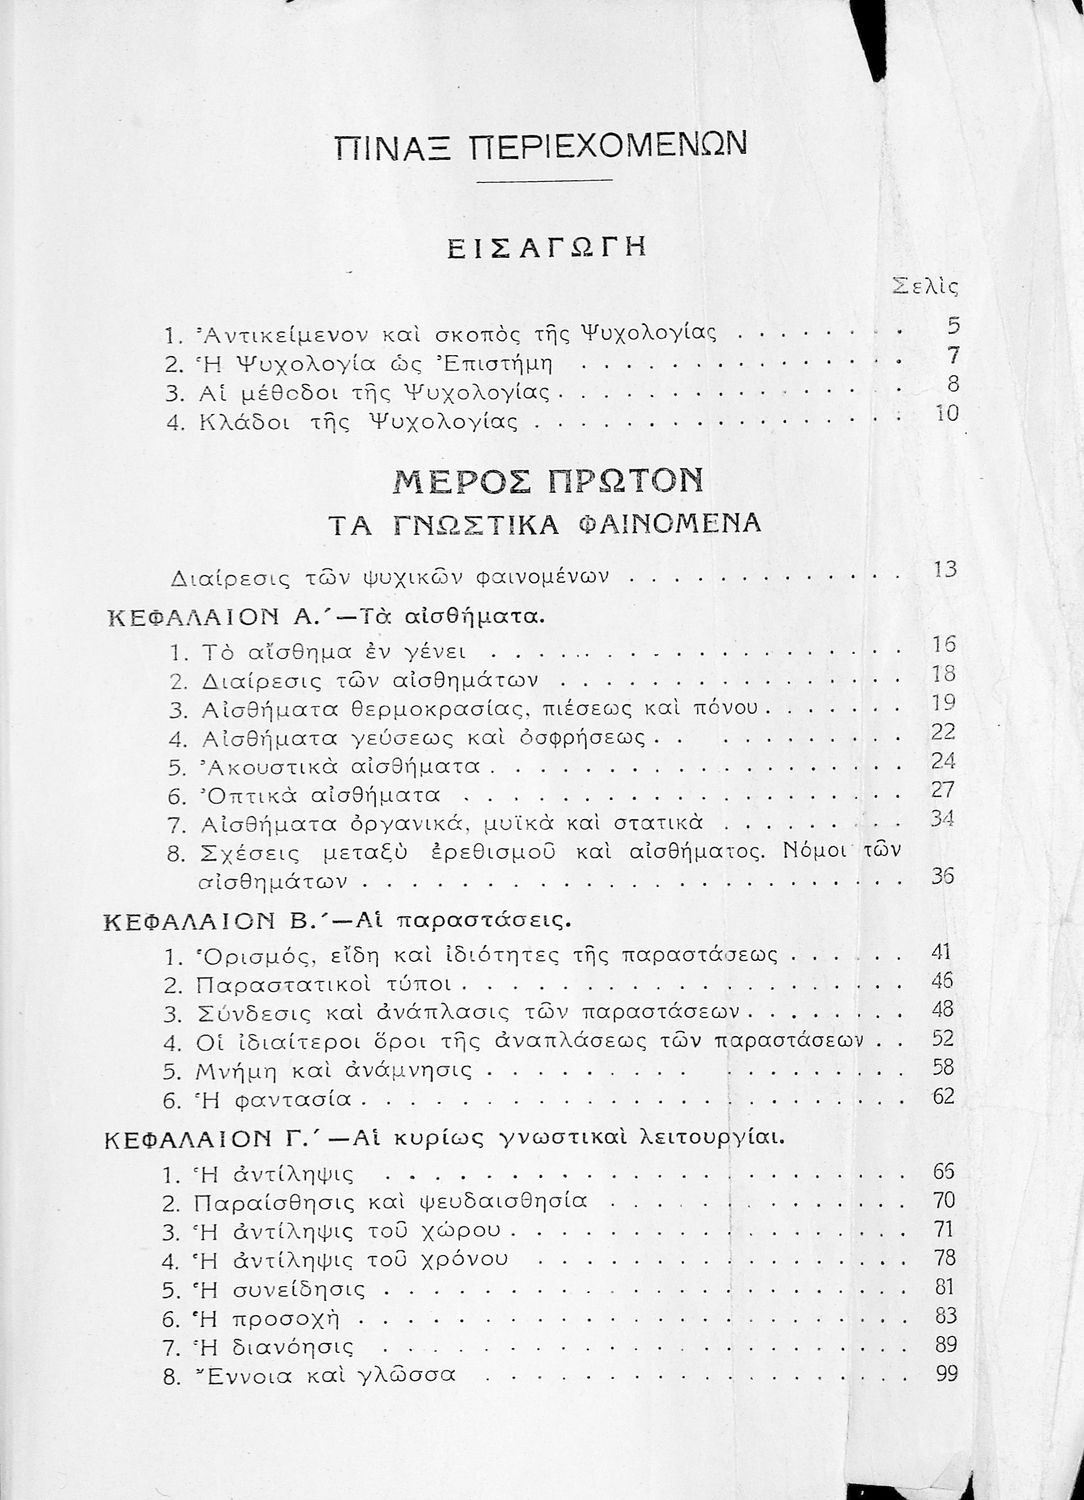 ΠΙΝΑΞ ΠΕΡΙΕΧΟΜΕΝΩΝ
ΕΙΣΑΓΩΓΗ
Σελὶς
1. Ἀντικείμενον καὶ σκοπὸς τῆς Ψυχολογίας . . . . . . . . 5
2. Ἡ Ψυχολογία ὡς Ἐπιστήμη . . . . . . . . . . . . . . 7
3. Αἱ μέθοδοι τῆς Ψυχολογίας . . . . . . . . . . . . . . . 8
4. Κλάδοι τῆς Ψυχολογίας . . . . . . . . . . . . . . . . . 10
ΜΕΡΟΣ ΠΡΩΤΟΝ
ΤΑ ΓΝΩΣΤΙΚΑ ΦΑΙΝΟΜΕΝΑ
Διαίρεσις τῶν ψυχικῶν φαινομένων . . . . . . . . . . . . 13
ΚΕΦΑΛΑΙΟΝ Α.΄—Τὰ αἰσθήματα.
1. Τὸ αἴσθημα ἐν γένει . . . . . . . . . . . . . . . . . . 16
2. Διαίρεσις τῶν αἰσθημάτων . . . . . . . . . . . . . . . 18
3. Αἰσθήματα θερμοκρασίας, πιέσεως καὶ πόνου . . . . . . . 19
4. Αἰσθήματα γεύσεως καὶ ὀσφρήσεως . . . . . . . . . . . 22
5. Ἀκουστικὰ αἰσθήματα . . . . . . . . . . . . . . . . . . 24
6. Ὀπτικὰ αἰσθήματα . . . . . . . . . . . . . . . . . . . 27
7. Αἰσθήματα ὀργανικά, μυϊκὰ καὶ στατικὰ . . . . . . . . 34
8. Σχέσεις μεταξὺ ἐρεθισμοῦ καὶ αἰσθήματος. Νόμοι τῶν
αἰσθημάτων . . . . . . . . . . . . . . . . . . . . . . . 36
ΚΕΦΑΛΑΙΟΝ Β.΄—Αἱ παραστάσεις.
1. Ὁρισμός, εἴδη καὶ ἰδιότητες τῆς παραστάσεως . . . . . . 41
2. Παραστατικοὶ τύποι . . . . . . . . . . . . . . . . . . 46
3. Σύνδεσις καὶ ἀνάπλασις τῶν παραστάσεων . . . . . . . . 48
4. Οἱ ἰδιαίτεροι ὅροι τῆς ἀναπλάσεως τῶν παραστάσεων . . 52
5. Μνήμη καὶ ἀνάμνησις . . . . . . . . . . . . . . . . . 58
6. Ἡ φαντασία . . . . . . . . . . . . . . . . . . . . . . 62
ΚΕΦΑΛΑΙΟΝ Γ.΄—Αἱ κυρίως γνωστικαὶ λειτουργίαι.
1. Ἡ ἀντίληψις . . . . . . . . . . . . . . . . . . . . . 66
2. Παραίσθησις καὶ ψευδαισθησία . . . . . . . . . . . . . 70
3. Ἡ ἀντίληψις τοῦ χώρου . . . . . . . . . . . . . . . . 71
4. Ἡ ἀντίληψις τοῦ χρόνου . . . . . . . . . . . . . . . 78
5. Ἡ συνείδησις . . . . . . . . . . . . . . . . . . . . . 81
6. Ἡ προσοχὴ . . . . . . . . . . . . . . . . . . . . . . 83
7. Ἡ διανόησις . . . . . . . . . . . . . . . . . . . . . 89
8. Ἔννοια καὶ γλῶσσα . . . . . . . . . . . . . . . . . . 99